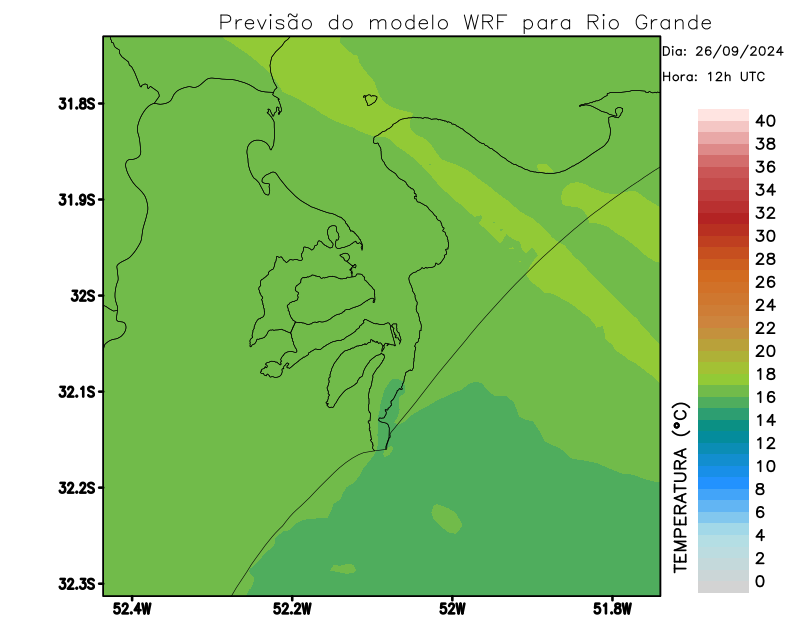 Previsão do modelo WRF para Rio Grande
Dia: 26/09/2024
Hora: 12h UTC
31.8S
31.9S
32S
32.1S
32.2S
32.3S
52.4W
52.2W
52W
51.8W
40
38
36
34
32
30
28
26
24
22
20
18
16
14
12
10
8
6
4
2
0
TEMPERATURA (°C)